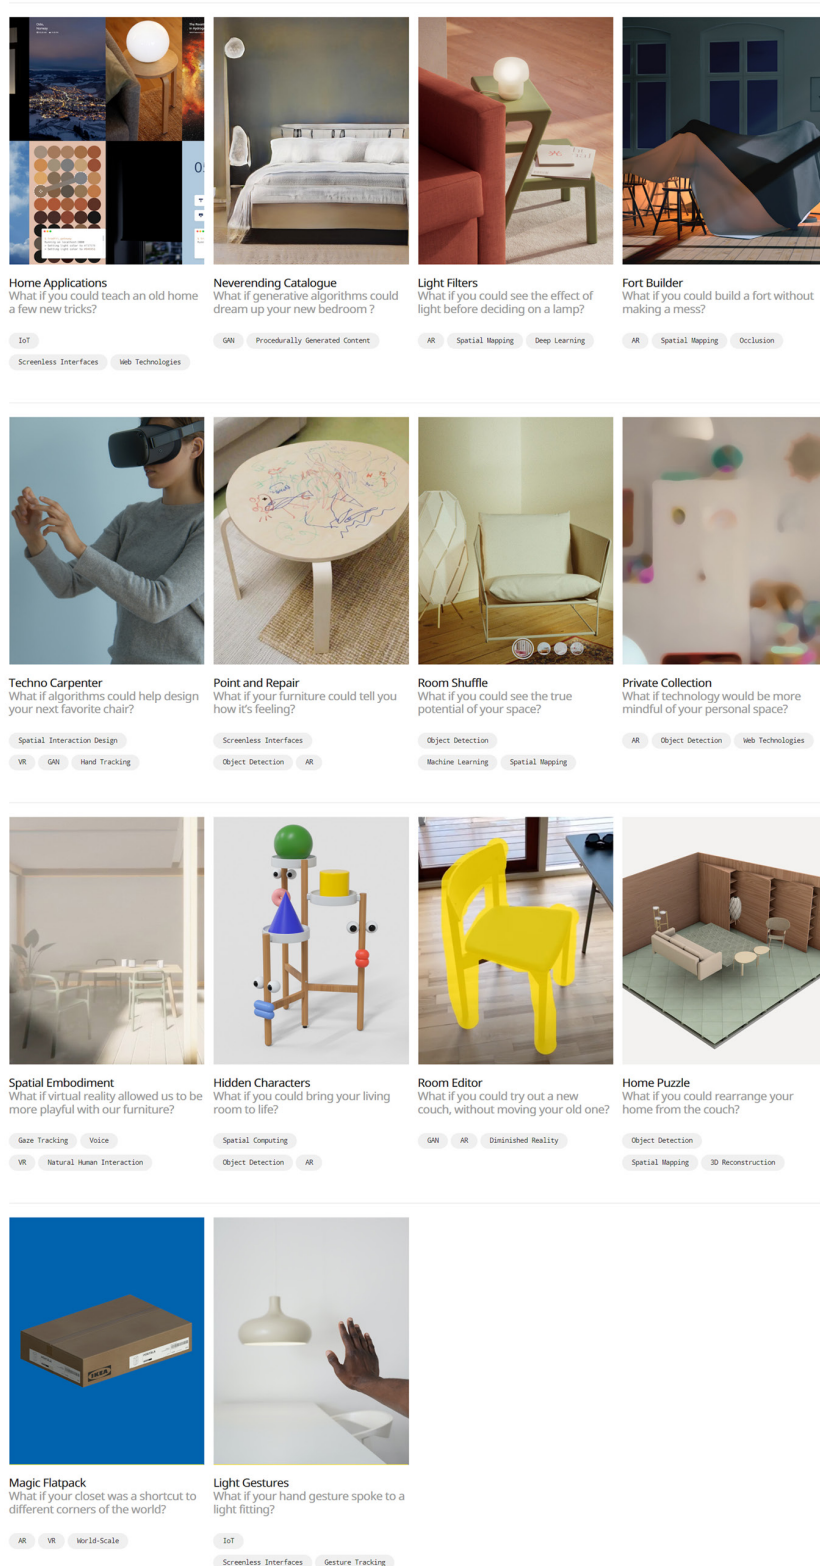 Home Applications
What if you could teach an old home
a few new tricks?
IoT
Screenless Interfaces
Web Technologies
Neverending Catalogue
What if generative algorithms could
dream up your new bedroom ?
GAN
Procedurally Generated Content
Light Filters
What if you could see the effect of
light before deciding on a lamp?
AR
Spatial Mapping
Deep Learning
Fort Builder
What if you could build a fort without
making a mess?
AR
Spatial Mapping
Occlusion
Techno Carpenter
What if algorithms could help design
your next favorite chair?
Spatial Interaction Design
VR
GAN
Hand Tracking
Point and Repair
What if your furniture could tell you
how it's feeling?
Screenless Interfaces
Object Detection
AR
Room Shuffle
What if you could see the true
potential of your space?
Object Detection
Machine Learning
Spatial Mapping
Private Collection
What if technology would be more
mindful of your personal space?
AR
Object Detection
Web Technologies
Spatial Embodiment
What if virtual reality allowed us to be
more playful with our furniture?
Gaze Tracking
Voice
VR
Natural Human Interaction
Hidden Characters
What if you could bring your living
room to life?
Spatial Computing
Object Detection
AR
Room Editor
What if you could try out a new
couch, without moving your old one?
GAN
AR
Diminished Reality
Home Puzzle
What if you could rearrange your
home from the couch?
Object Detection
Spatial Mapping
3D Reconstruction
IKEA
Magic Flatpack
What if your closet was a shortcut to
different corners of the world?
AR
VR
World-Scale
Light Gestures
What if your hand gesture spoke to a
light fitting?
IoT
Screenless Interfaces
Gesture Tracking